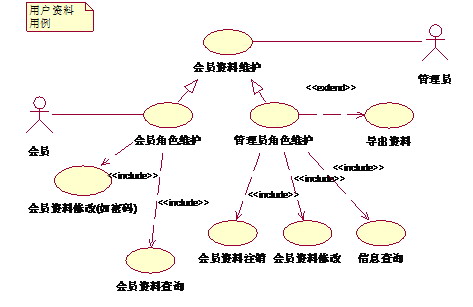 用户资料
用例
会员资料维护
管理员
<<extend>>
会员
会员角色维护
管理员角色维护
导出资料
<<include>>
<<include>>
<<include>>
会员资料修改(如密码)
<<include>>
<<include>>
会员资料注销
会员资料修改
信息查询
会员资料查询